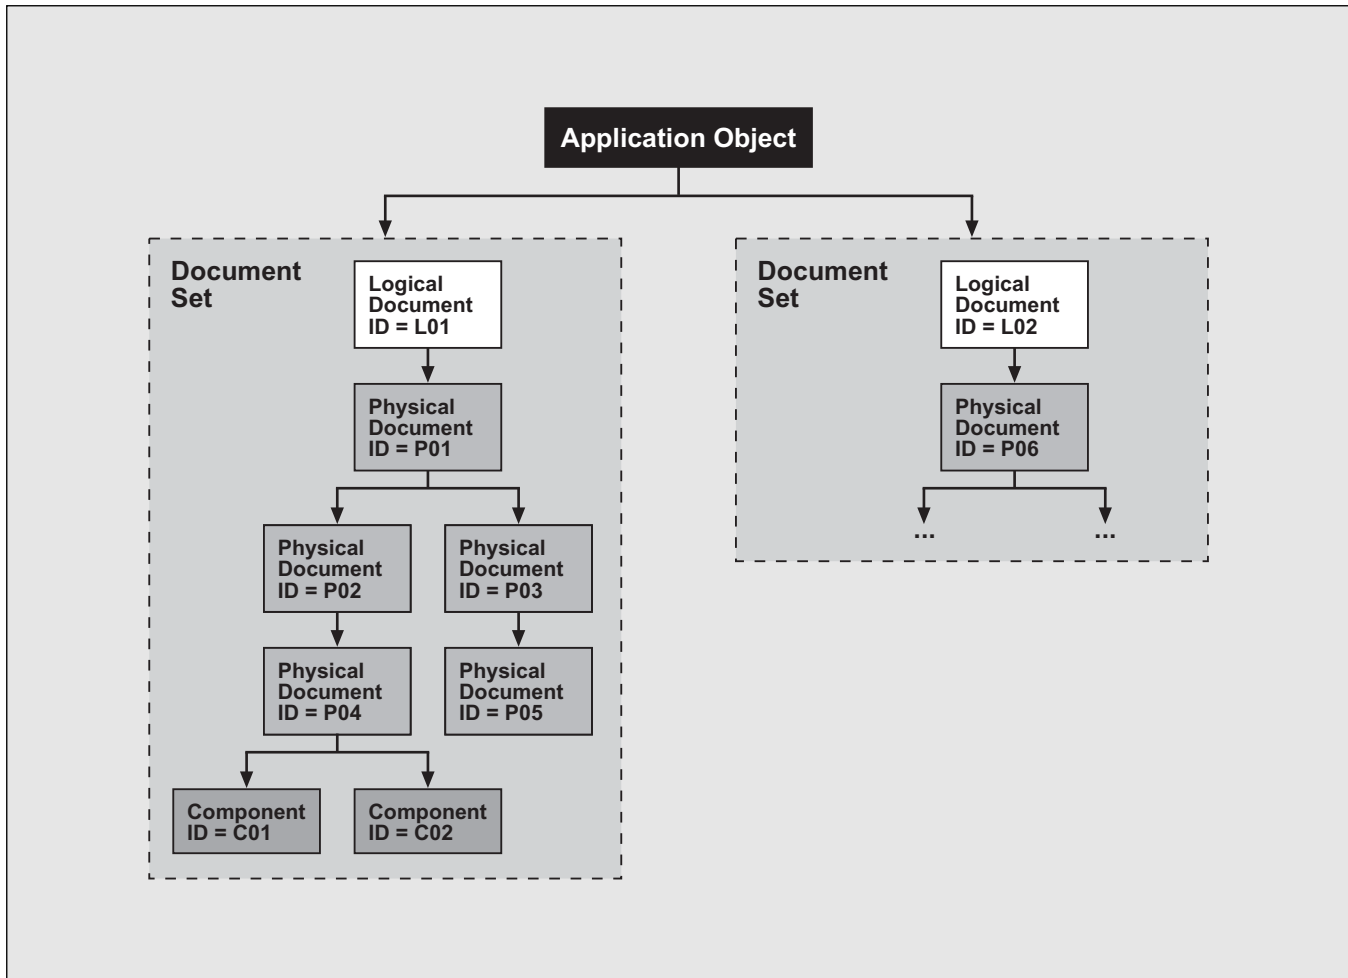 Application Object
Document
Set
Logical
Document
ID = L01
Physical
Document
ID = P01
Physical
Document
ID = P02
Physical
Document
ID = P03
Physical
Document
ID = P04
Physical
Document
ID = P05
Component
ID = C01
Component
ID = C02
Document
Set
Logical
Document
ID = L02
Physical
Document
ID = P06
...
...